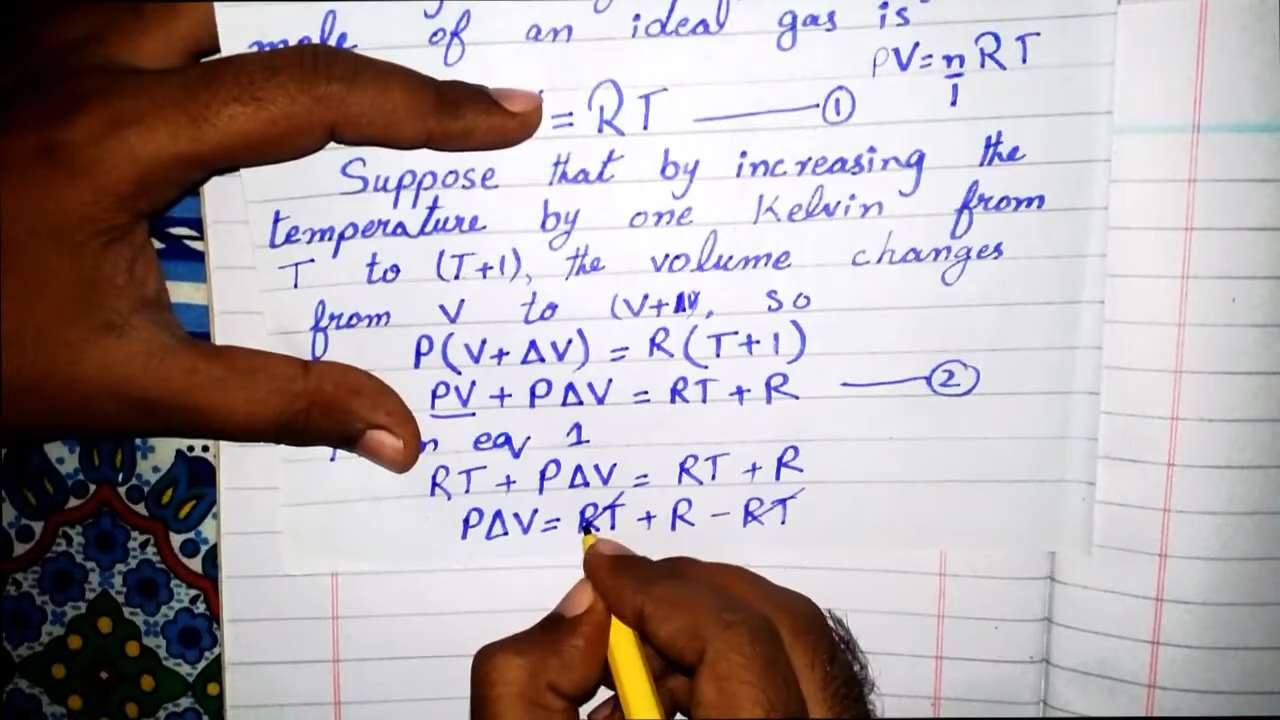 mole of an ideal gas is
PV = n/1 RT
= RT ——— ①
Suppose that by increasing the
temperature by one Kelvin from
T to (T+1), the volume changes
from V to (V+ΔV), so
P(V+ΔV) = R(T+1)
PV + PΔV = RT + R ——— ②
eq 1
RT + PΔV = RT + R
PΔV = RT + R - RT